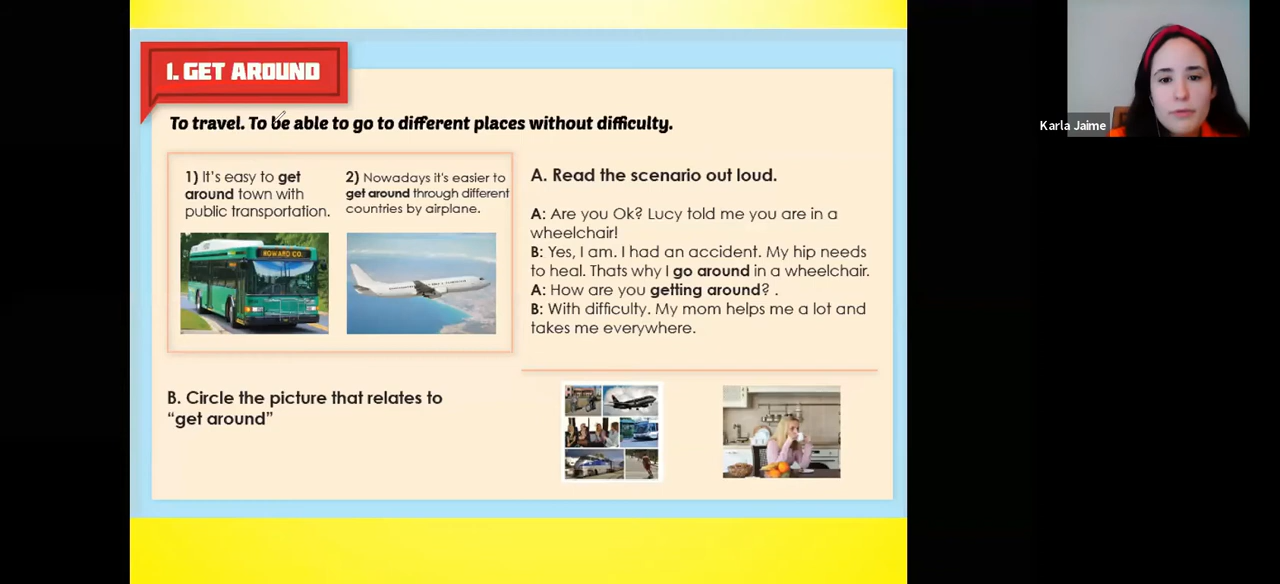 1. GET AROUND
To travel. To be able to go to different places without difficulty.
1) It's easy to get
around town with
public transportation.
2) Nowadays it's easier to
get around through different
countries by airplane.
HOWARD CO.
A. Read the scenario out loud.
A: Are you Ok? Lucy told me you are in a
wheelchair!
B: Yes, I am. I had an accident. My hip needs
to heal. Thats why I go around in a wheelchair.
A: How are you getting around? .
B: With difficulty. My mom helps me a lot and
takes me everywhere.
B. Circle the picture that relates to
“get around”
Karla Jaime